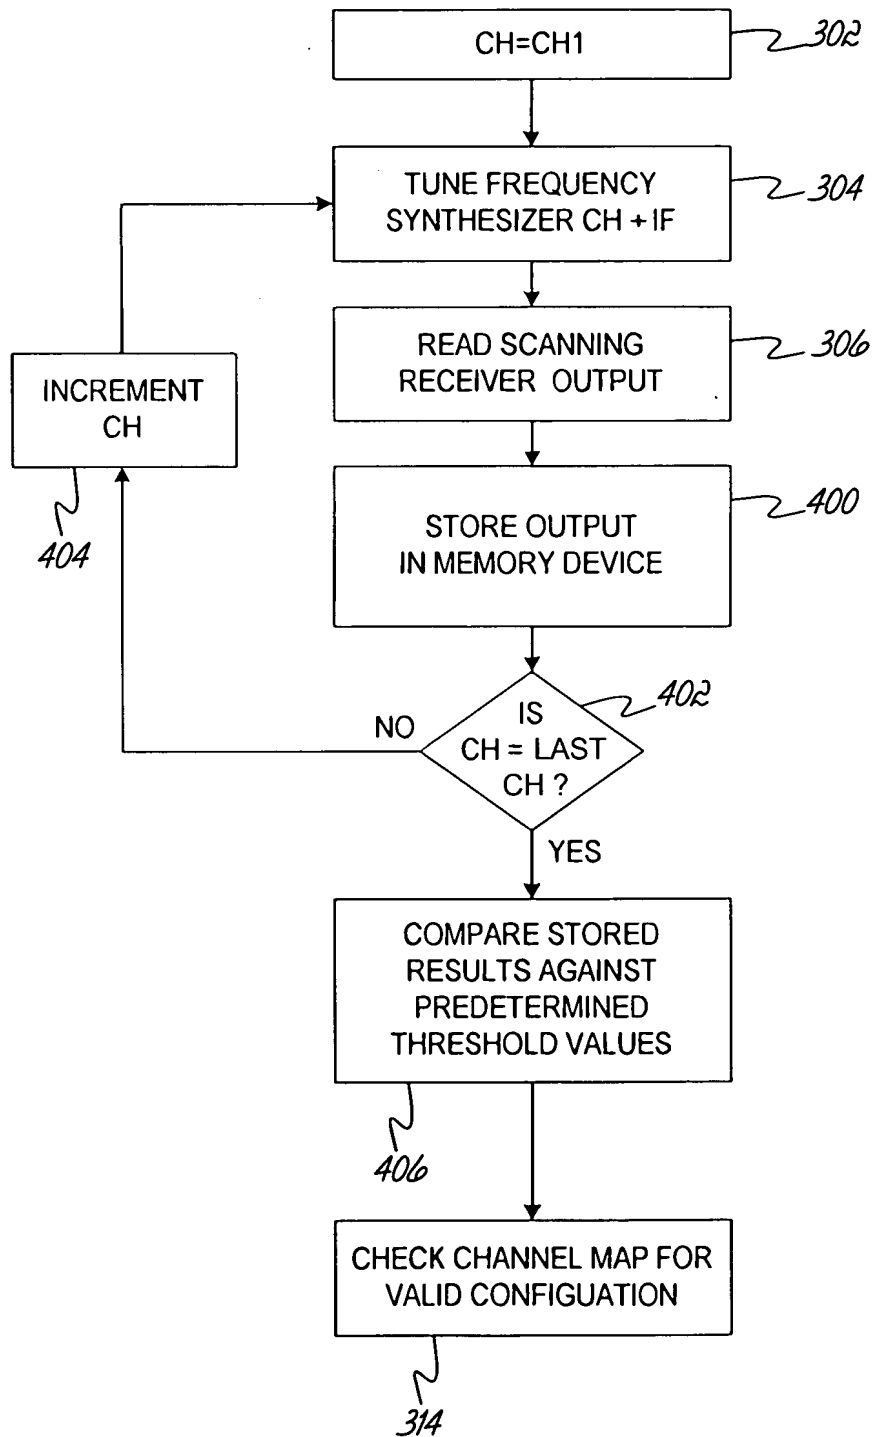 CH=CH1
302
TUNE FREQUENCY
SYNTHESIZER CH + IF
304
READ SCANNING
RECEIVER OUTPUT
306
INCREMENT
CH
404
STORE OUTPUT
IN MEMORY DEVICE
400
IS
CH = LAST
CH ?
402
NO
YES
COMPARE STORED
RESULTS AGAINST
PREDETERMINED
THRESHOLD VALUES
406
CHECK CHANNEL MAP FOR
VALID CONFIGUATION
314